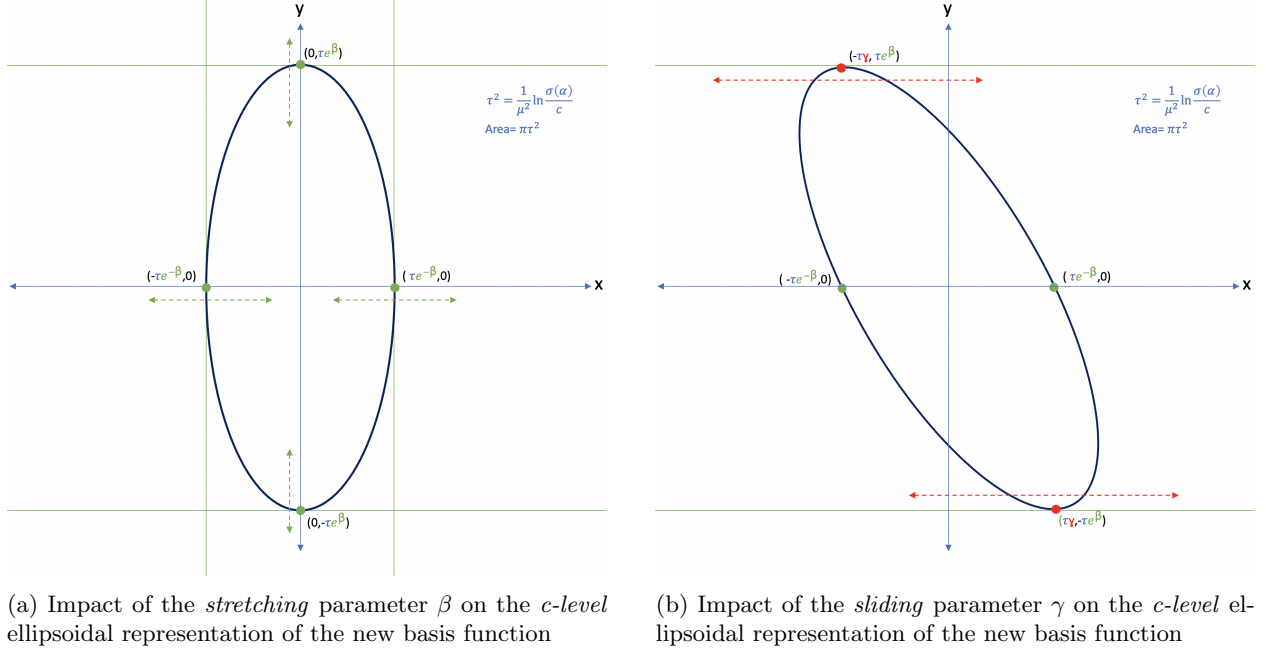 y
(0,τe^β)
τ² = 1/μ² ln σ(α)/c
Area= πτ²
(-τe^−β,0)
( τe^−β,0)
x
(0,-τe^β)
(a) Impact of the stretching parameter β on the c-level
ellipsoidal representation of the new basis function
y
(-τγ, τe^β)
τ² = 1/μ² ln σ(α)/c
Area= πτ²
( -τe^−β,0)
( τe^−β,0)
x
(τγ,-τe^β)
(b) Impact of the sliding parameter γ on the c-level el-
lipsoidal representation of the new basis function